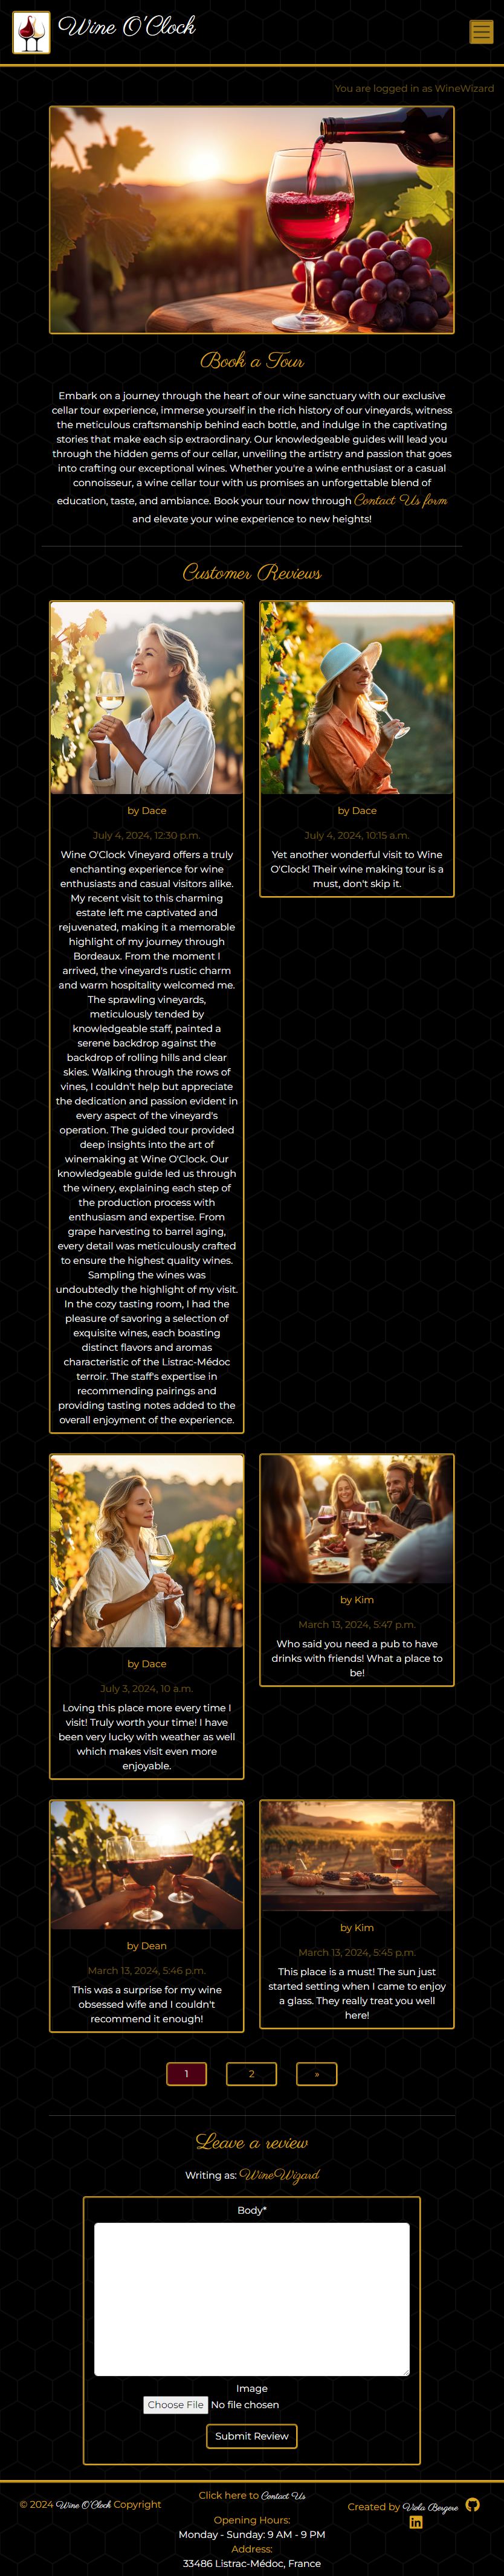 Wine O'Clock
You are logged in as WineWizard
Book a Tour
Embark on a journey through the heart of our wine sanctuary with our exclusive
cellar tour experience, immerse yourself in the rich history of our vineyards, witness
the meticulous craftsmanship behind each bottle, and indulge in the captivating
stories that make each sip extraordinary. Our knowledgeable guides will lead you
through the hidden gems of our cellar, unveiling the artistry and passion that goes
into crafting our exceptional wines. Whether you're a wine enthusiast or a casual
connoisseur, a wine cellar tour with us promises an unforgettable blend of
education, taste, and ambiance. Book your tour now through Contact Us form
and elevate your wine experience to new heights!
Customer Reviews
by Dace
July 4, 2024, 12:30 p.m.
Wine O'Clock Vineyard offers a truly
enchanting experience for wine
enthusiasts and casual visitors alike.
My recent visit to this charming
estate left me captivated and
rejuvenated, making it a memorable
highlight of my journey through
Bordeaux. From the moment I
arrived, the vineyard's rustic charm
and warm hospitality welcomed me.
The sprawling vineyards,
meticulously tended by
knowledgeable staff, painted a
serene backdrop against the
backdrop of rolling hills and clear
skies. Walking through the rows of
vines, I couldn't help but appreciate
the dedication and passion evident in
every aspect of the vineyard's
operation. The guided tour provided
deep insights into the art of
winemaking at Wine O'Clock. Our
knowledgeable guide led us through
the winery, explaining each step of
the production process with
enthusiasm and expertise. From
grape harvesting to barrel aging,
every detail was meticulously crafted
to ensure the highest quality wines.
Sampling the wines was
undoubtedly the highlight of my visit.
In the cozy tasting room, I had the
pleasure of savoring a selection of
exquisite wines, each boasting
distinct flavors and aromas
characteristic of the Listrac-Médoc
terroir. The staff's expertise in
recommending pairings and
providing tasting notes added to the
overall enjoyment of the experience.
by Dace
July 4, 2024, 10:15 a.m.
Yet another wonderful visit to Wine
O'Clock! Their wine making tour is a
must, don't skip it.
by Dace
July 3, 2024, 10 a.m.
Loving this place more every time I
visit! Truly worth your time! I have
been very lucky with weather as well
which makes visit even more
enjoyable.
by Kim
March 13, 2024, 5:47 p.m.
Who said you need a pub to have
drinks with friends! What a place to
be!
by Dean
March 13, 2024, 5:46 p.m.
This was a surprise for my wine
obsessed wife and I couldn't
recommend it enough!
by Kim
March 13, 2024, 5:45 p.m.
This place is a must! The sun just
started setting when I came to enjoy
a glass. They really treat you well
here!
1 2 »
Leave a review
Writing as: WineWizard
Body*
Image
Choose File No file chosen
Submit Review
© 2024 Wine O'Clock Copyright
Click here to Contact Us
Opening Hours:
Monday - Sunday: 9 AM - 9 PM
Address:
33486 Listrac-Médoc, France
Created by Viola Bergere